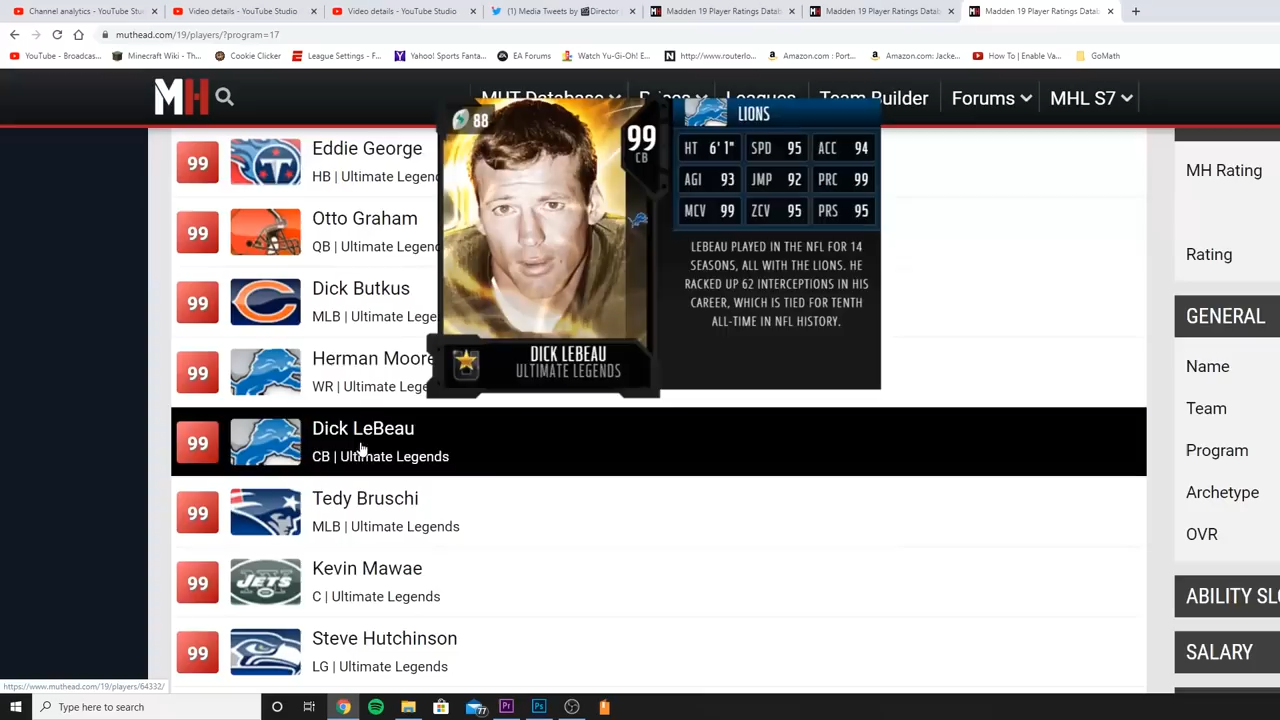 Channel analytics - YouTube Stu
Video details - YouTube Studio
Video details - YouTube Studio
(1) Media Tweets by 🎬Director
Madden 19 Player Ratings Datab
Madden 19 Player Ratings Datab
Madden 19 Player Ratings Datab
muthead.com/19/players/?program=17
YouTube - Broadcas...
Minecraft Wiki - Th...
Cookie Clicker
League Settings - F...
Yahoo! Sports Fanta...
EA Forums
Watch Yu-Gi-Oh! E...
http://www.routerlo...
Amazon.com : Port...
Amazon.com: Jacke...
How To | Enable Va...
GoMath
MH
MUT Database
Prices
Leagues
Team Builder
Forums
MHL S7
99
Eddie George
HB | Ultimate Legend
99
Otto Graham
QB | Ultimate Legend
99
Dick Butkus
MLB | Ultimate Lege
99
Herman Moore
WR | Ultimate Lege
99
Dick LeBeau
CB | Ultimate Legends
99
Tedy Bruschi
MLB | Ultimate Legends
99
Kevin Mawae
C | Ultimate Legends
JETS
99
Steve Hutchinson
LG | Ultimate Legends
88
99
CB
DICK LEBEAU
ULTIMATE LEGENDS
LIONS
HT 6' 1" SPD 95 ACC 94
AGI 93 JMP 92 PRC 99
MCV 99 ZCV 95 PRS 95
LEBEAU PLAYED IN THE NFL FOR 14
SEASONS, ALL WITH THE LIONS. HE
RACKED UP 62 INTERCEPTIONS IN HIS
CAREER, WHICH IS TIED FOR TENTH
ALL-TIME IN NFL HISTORY.
MH Rating
Rating
GENERAL
Name
Team
Program
Archetype
OVR
ABILITY SLO
SALARY
https://www.muthead.com/19/players/64332/
Type here to search
77